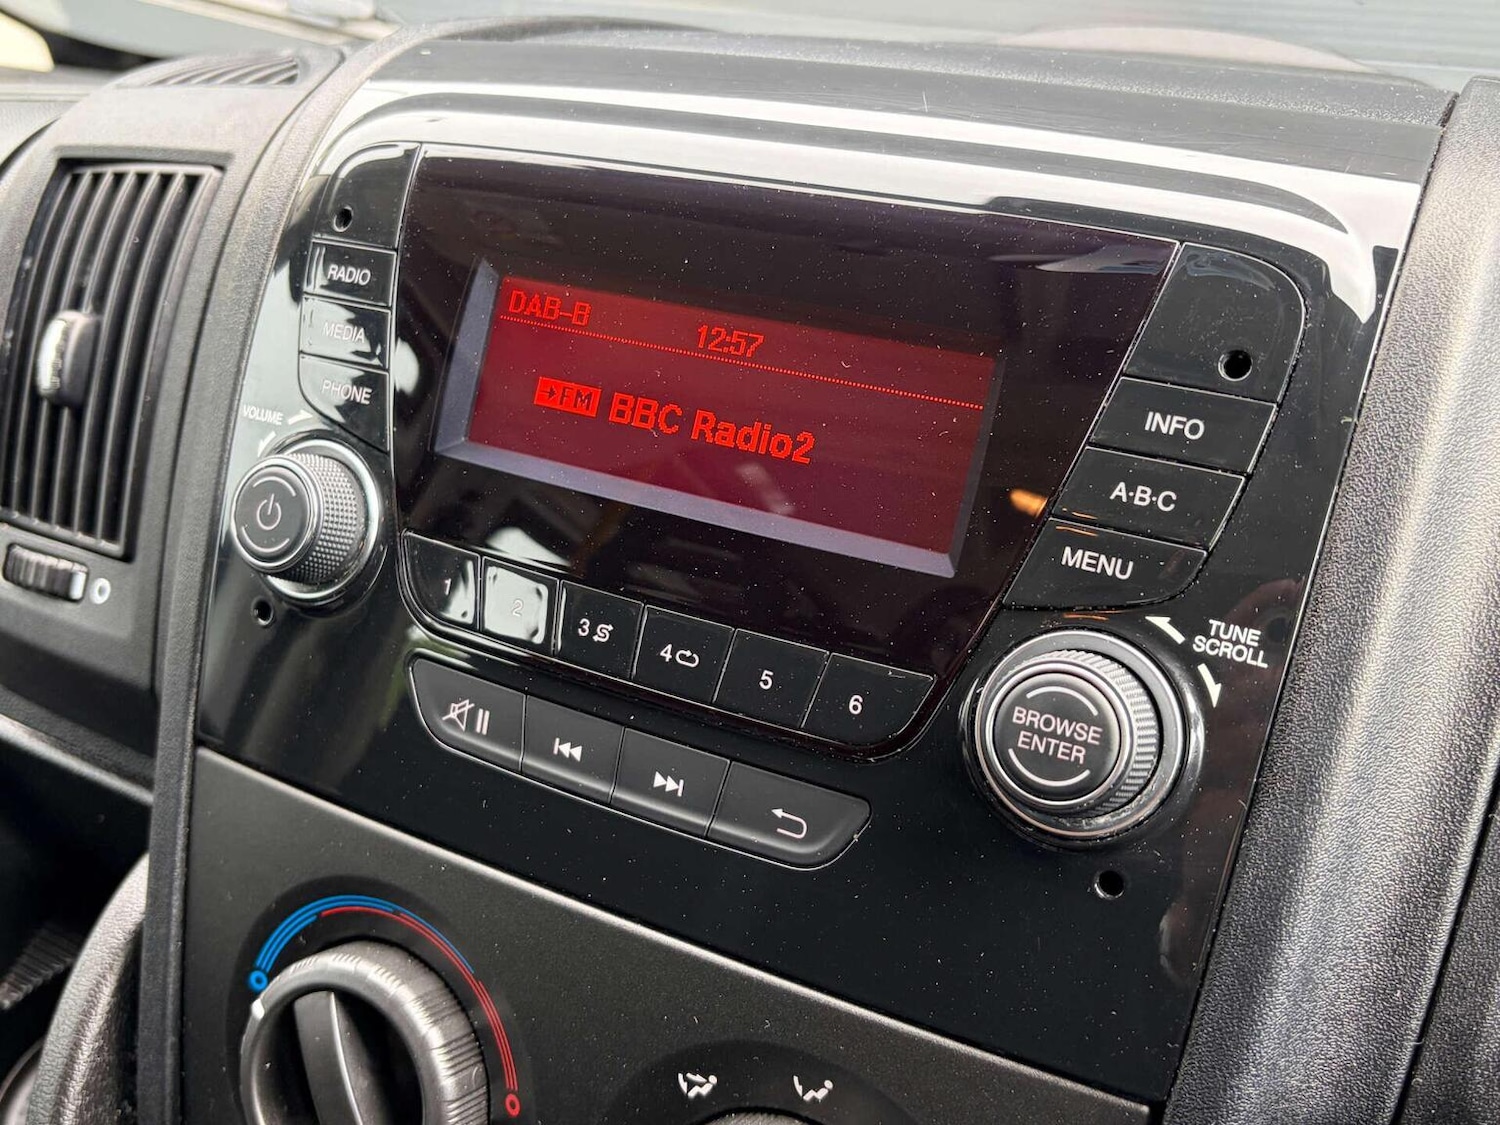 RADIO
MEDIA
PHONE
VOLUME
DAB-B
12:57
→FM BBC Radio2
INFO
A·B·C
MENU
TUNE
SCROLL
BROWSE
ENTER
1
2
3
4
5
6